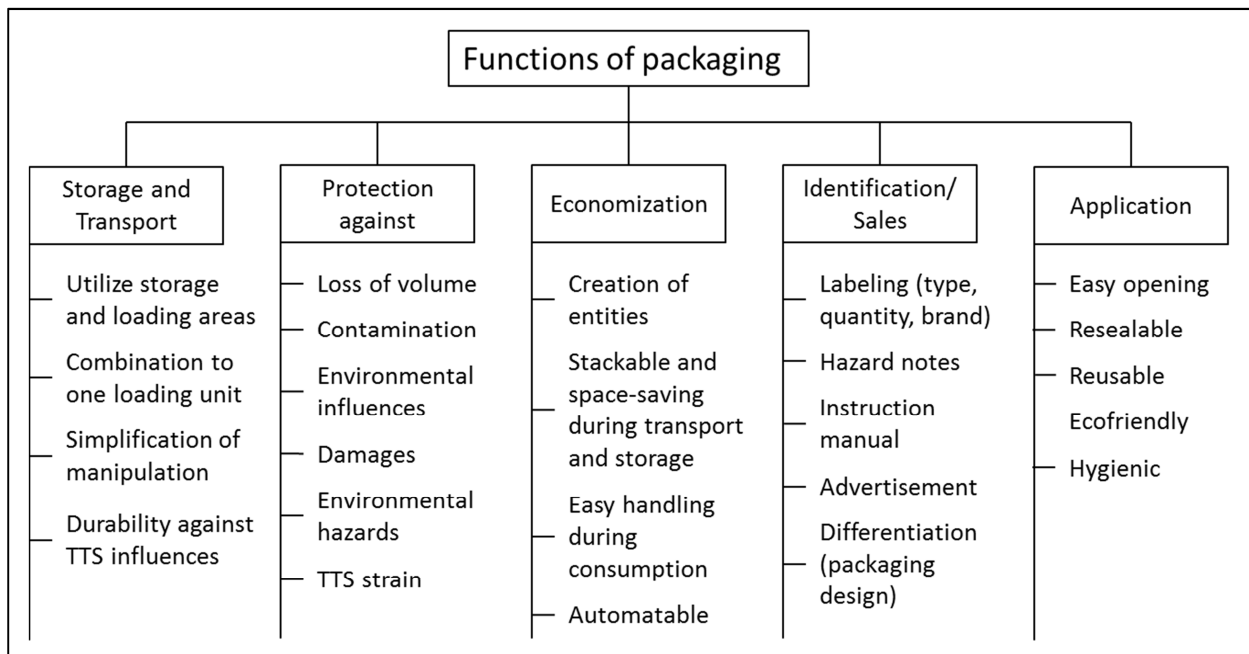 Functions of packaging
Storage and
Transport
Utilize storage
and loading areas
Combination to
one loading unit
Simplification of
manipulation
Durability against
TTS influences
Protection
against
Loss of volume
Contamination
Environmental
influences
Damages
Environmental
hazards
TTS strain
Economization
Creation of
entities
Stackable and
space-saving
during transport
and storage
Easy handling
during
consumption
Automatable
Identification/
Sales
Labeling (type,
quantity, brand)
Hazard notes
Instruction
manual
Advertisement
Differentiation
(packaging
design)
Application
Easy opening
Resealable
Reusable
Ecofriendly
Hygienic